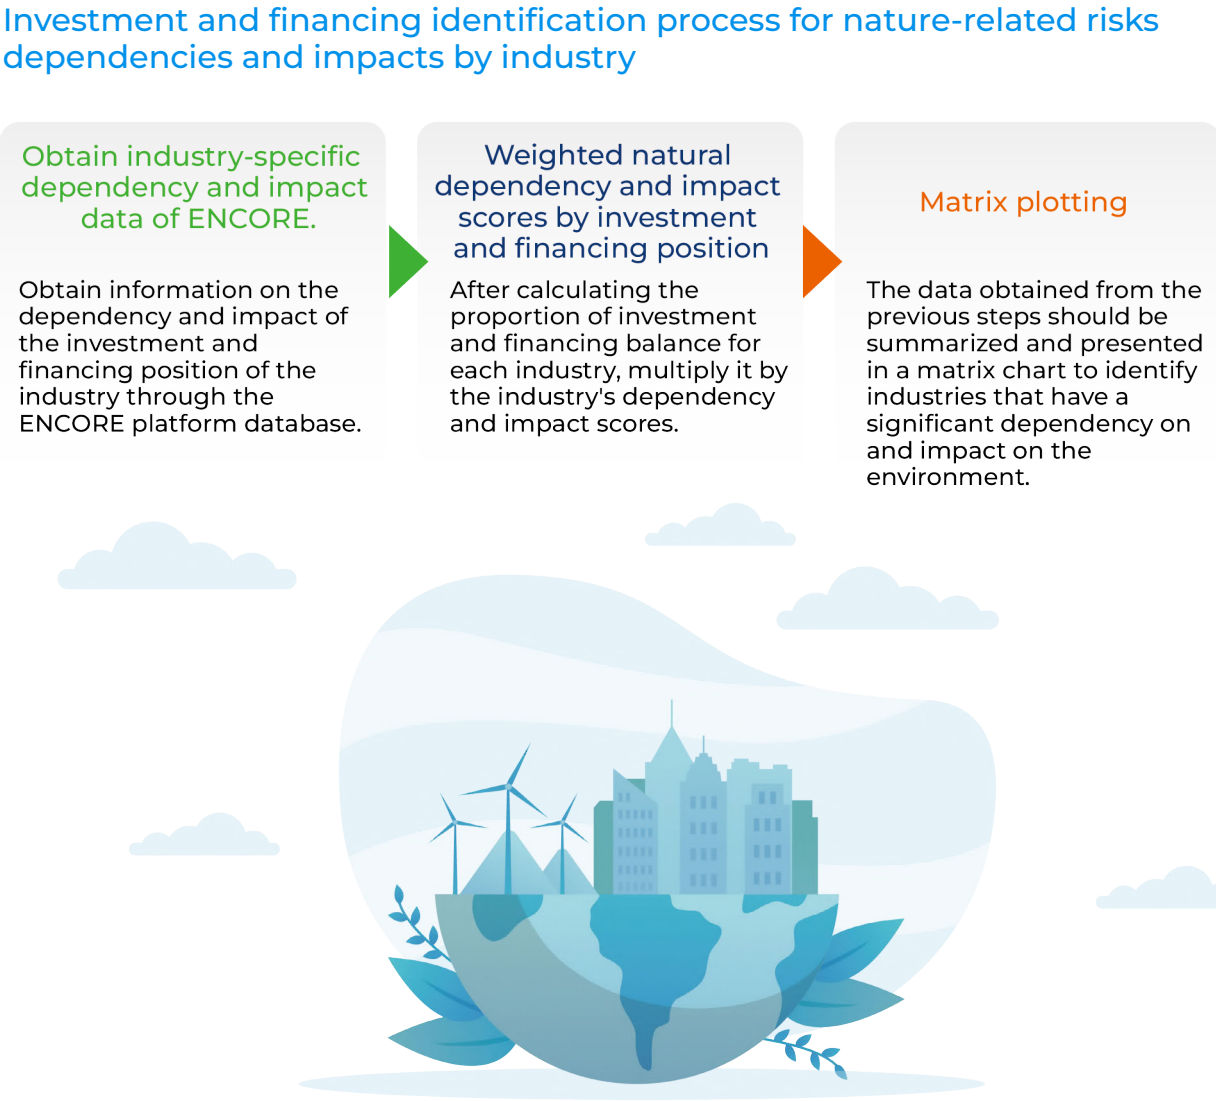 Investment and financing identification process for nature-related risks
dependencies and impacts by industry
Obtain industry-specific
dependency and impact
data of ENCORE.
Obtain information on the
dependency and impact of
the investment and
financing position of the
industry through the
ENCORE platform database.
Weighted natural
dependency and impact
scores by investment
and financing position
After calculating the
proportion of investment
and financing balance for
each industry, multiply it by
the industry's dependency
and impact scores.
Matrix plotting
The data obtained from the
previous steps should be
summarized and presented
in a matrix chart to identify
industries that have a
significant dependency on
and impact on the
environment.